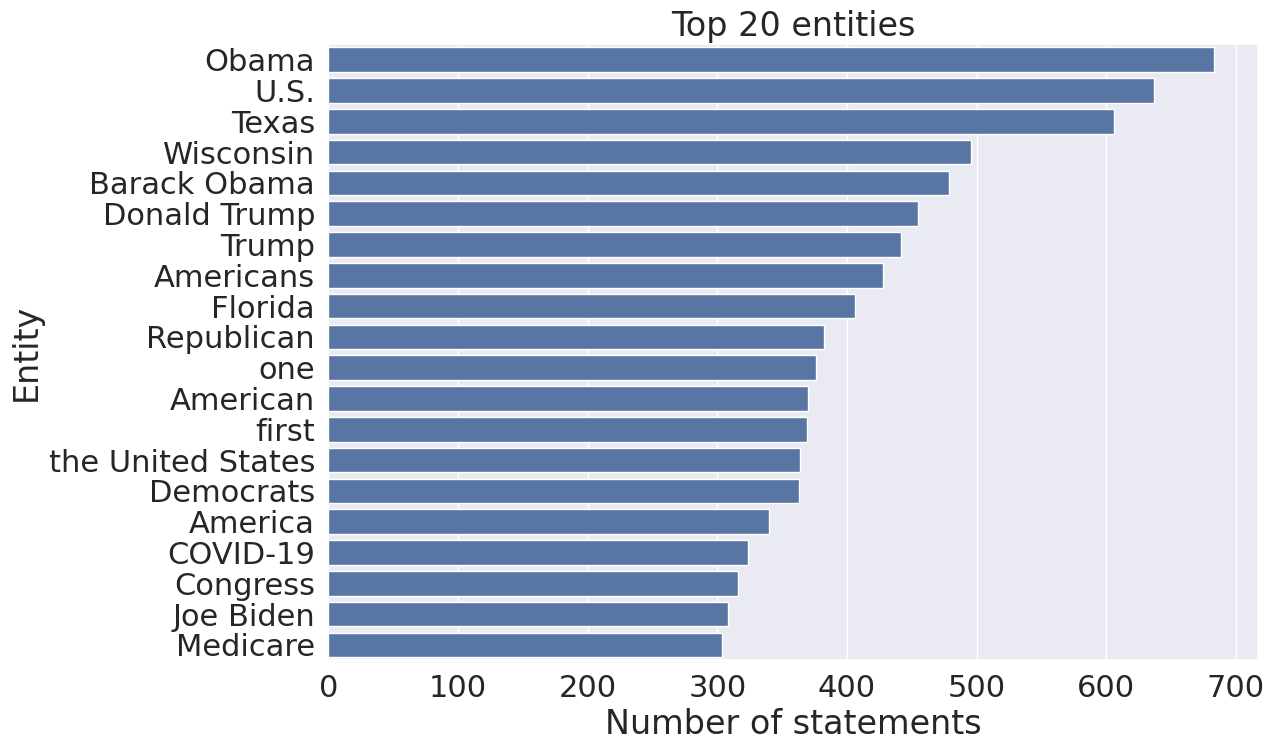 Top 20 entities
Obama
U.S.
Texas
Wisconsin
Barack Obama
Donald Trump
Trump
Americans
Florida
Republican
one
American
first
the United States
Democrats
America
COVID-19
Congress
Joe Biden
Medicare
Entity
0 100 200 300 400 500 600 700
Number of statements